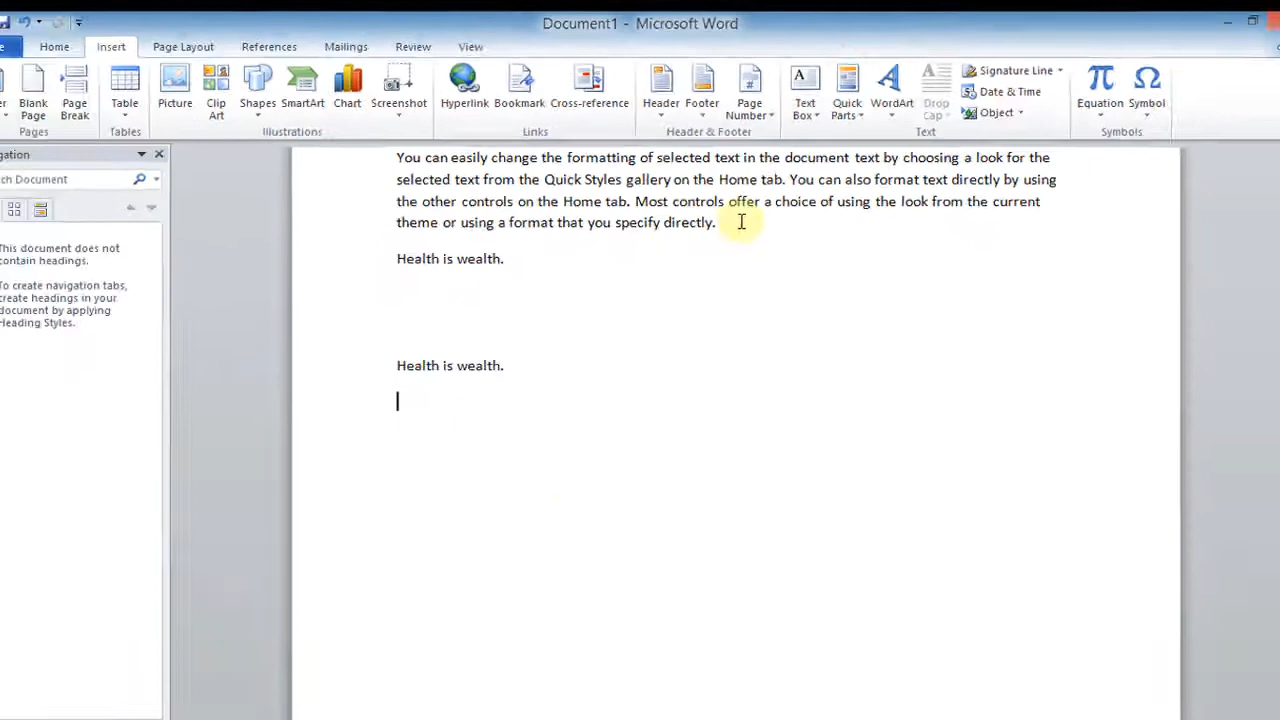 Document1 - Microsoft Word
Home Insert Page Layout References Mailings Review View
Blank Page
Page Break
Table
Picture
Clip Art
Shapes
SmartArt
Chart
Screenshot
Hyperlink
Bookmark
Cross-reference
Header
Footer
Page Number
Text Box
Quick Parts
WordArt
Drop Cap
Signature Line
Date & Time
Object
Equation
Symbol
Pages Tables Illustrations Links Header & Footer Text Symbols
gation
ch Document
This document does not
contain headings.
To create navigation tabs,
create headings in your
document by applying
Heading Styles.
You can easily change the formatting of selected text in the document text by choosing a look for the
selected text from the Quick Styles gallery on the Home tab. You can also format text directly by using
the other controls on the Home tab. Most controls offer a choice of using the look from the current
theme or using a format that you specify directly.
Health is wealth.
Health is wealth.